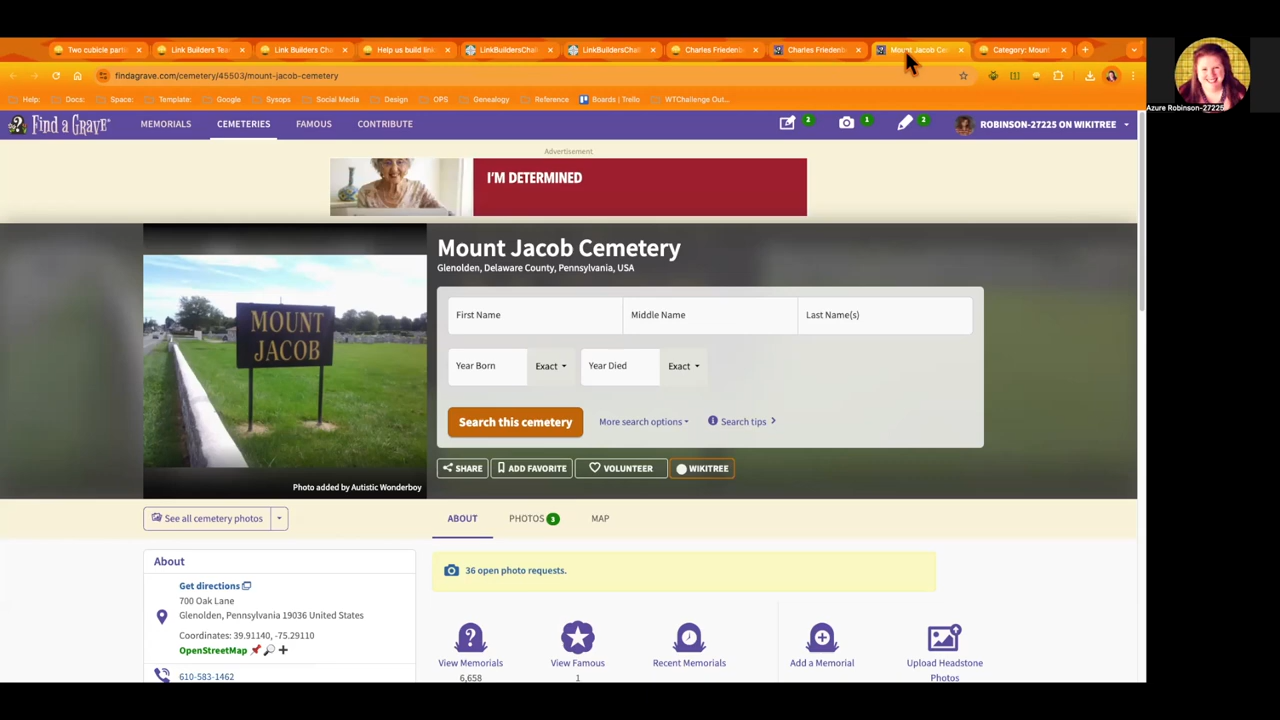 Two cubicle parti
Link Builders Tea
Link Builders Cha
Help us build link
LinkBuildersChall
LinkBuildersChall
Charles Friedenb
Charles Friedenb
Mount Jacob Cem
Category: Mount
findagrave.com/cemetery/45503/mount-jacob-cemetery
Help: Docs: Space: Template: Google Sysops Social Media Design OPS Genealogy Reference Boards | Trello WTChallenge Out...
Azure Robinson-27225
FIND A GRAVE®
MEMORIALS CEMETERIES FAMOUS CONTRIBUTE
2 1 2
ROBINSON-27225 ON WIKITREE
Advertisement
I'M DETERMINED
Mount Jacob Cemetery
Glenolden, Delaware County, Pennsylvania, USA
MOUNT
JACOB
First Name Middle Name Last Name(s)
Year Born Exact Year Died Exact
Search this cemetery More search options Search tips
SHARE ADD FAVORITE VOLUNTEER WIKITREE
Photo added by Autistic Wonderboy
See all cemetery photos
ABOUT PHOTOS 3 MAP
About
Get directions
700 Oak Lane
Glenolden, Pennsylvania 19036 United States
Coordinates: 39.91140, -75.29110
OpenStreetMap
610-583-1462
36 open photo requests.
View Memorials
6,658
View Famous
1
Recent Memorials
Add a Memorial
Upload Headstone
Photos